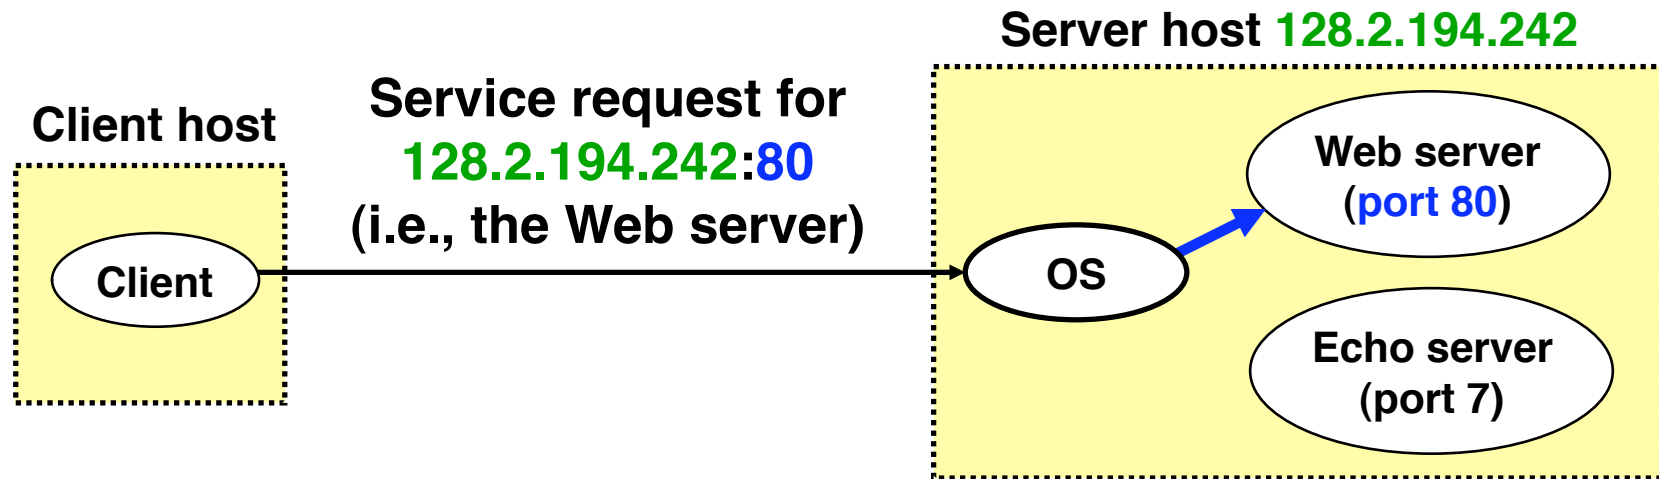 Server host 128.2.194.242
Client host
Service request for
128.2.194.242:80
(i.e., the Web server)
Client
OS
Web server
(port 80)
Echo server
(port 7)